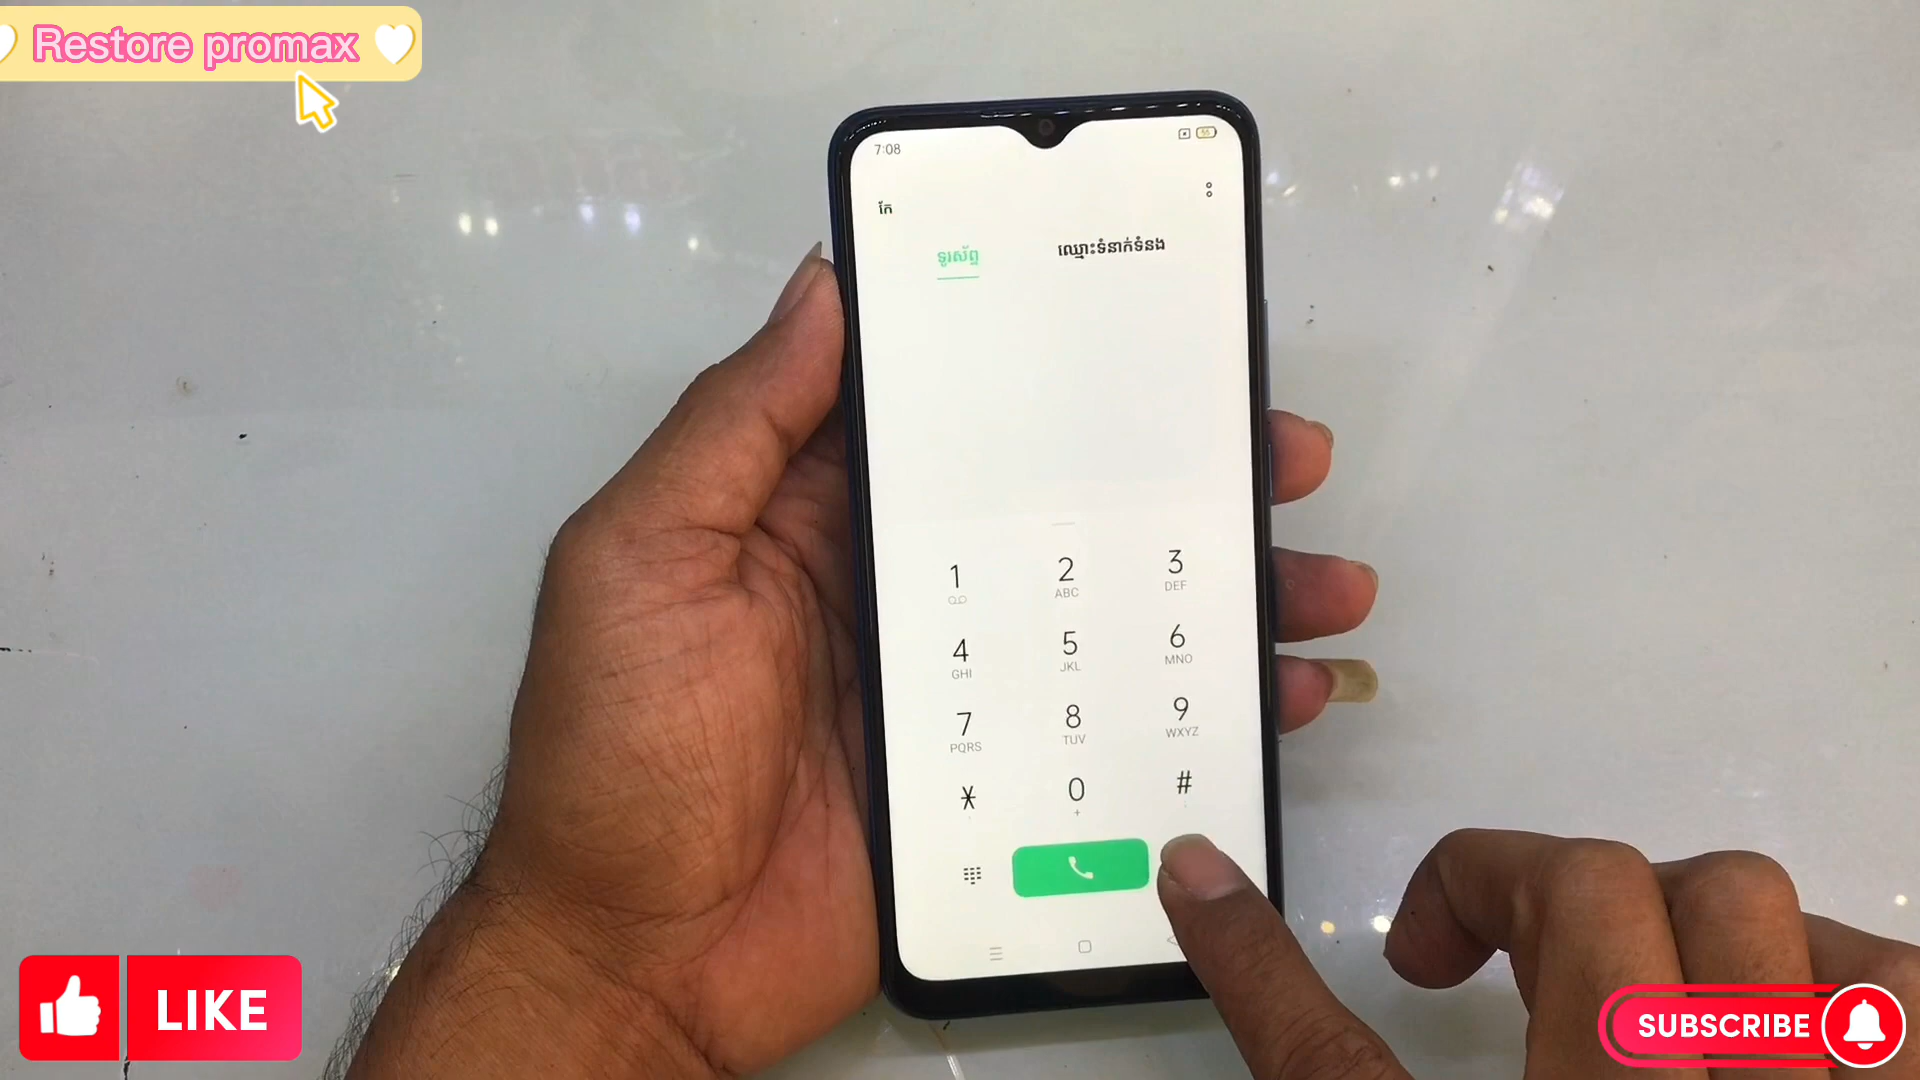 Restore promax
7:08
55
កែ
ទូរស័ព្ទ
ឈ្មោះទំនាក់ទំនង
1
2
ABC
3
DEF
4
GHI
5
JKL
6
MNO
7
PQRS
8
TUV
9
WXYZ
*
0
+
#
LIKE
SUBSCRIBE